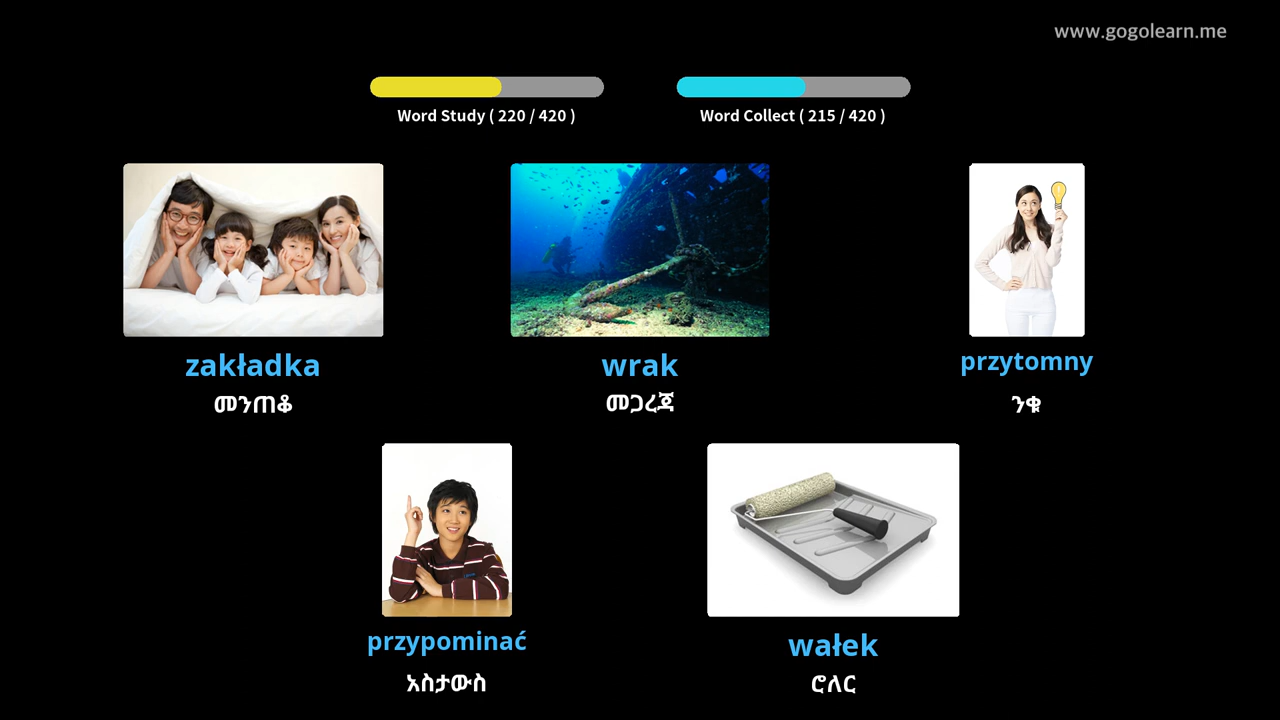 www.gogolearn.me
Word Study ( 220 / 420 )
Word Collect ( 215 / 420 )
zakładka
መንጠቆ
wrak
መጋረጃ
przytomny
ንቁ
przypominać
አስታውስ
wałek
ሮለር